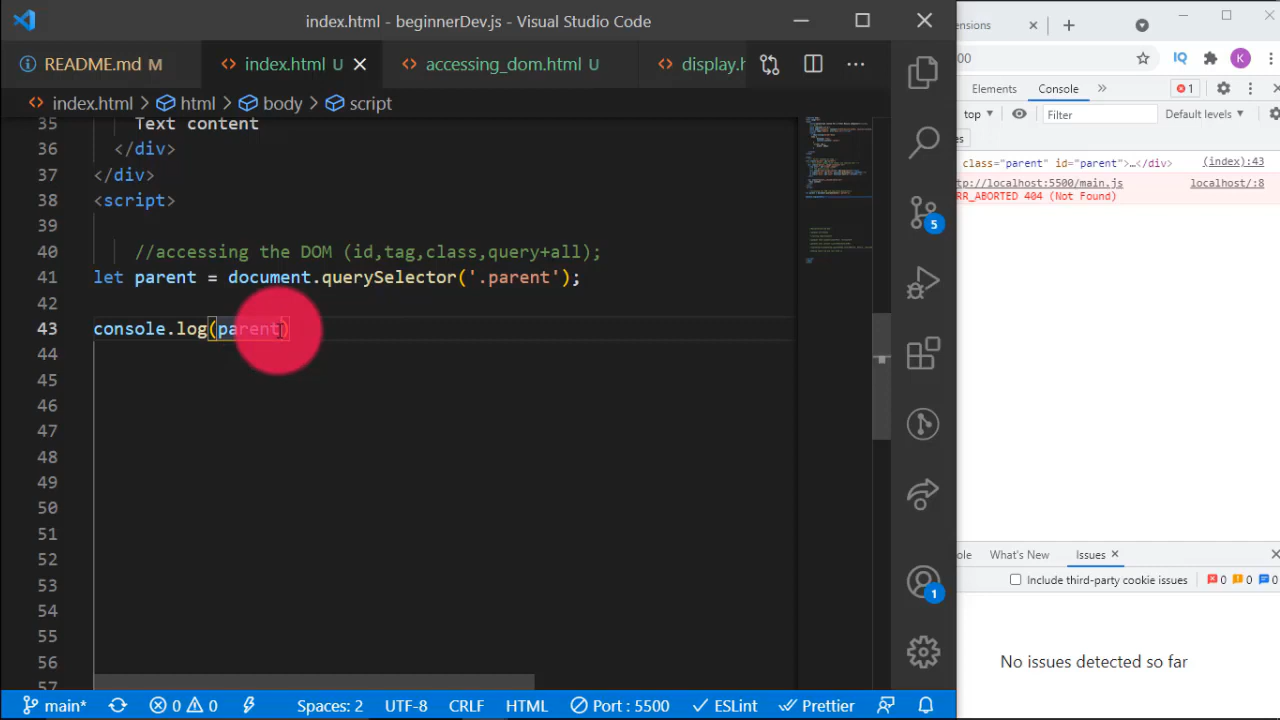 index.html - beginnerDev.js - Visual Studio Code
README.md M
index.html U
accessing_dom.html U
display.h
index.html > html > body > script
35 Text content
36 </div>
37 </div>
38 <script>
39
40 //accessing the DOM (id,tag,class,query+all);
41 let parent = document.querySelector('.parent');
42
43 console.log(parent)
44
45
46
47
48
49
50
51
52
53
54
55
56
57
5
1
main*
0 0
Spaces: 2
UTF-8
CRLF
HTML
Port : 5500
ESLint
Prettier
ensions
00
IQ
K
Elements
Console
1
top
Filter
Default levels
es
class="parent" id="parent">…</div>
(index):43
tp://localhost:5500/main.js
localhost/:8
RR_ABORTED 404 (Not Found)
ole
What's New
Issues
Include third-party cookie issues
0 0 0
No issues detected so far